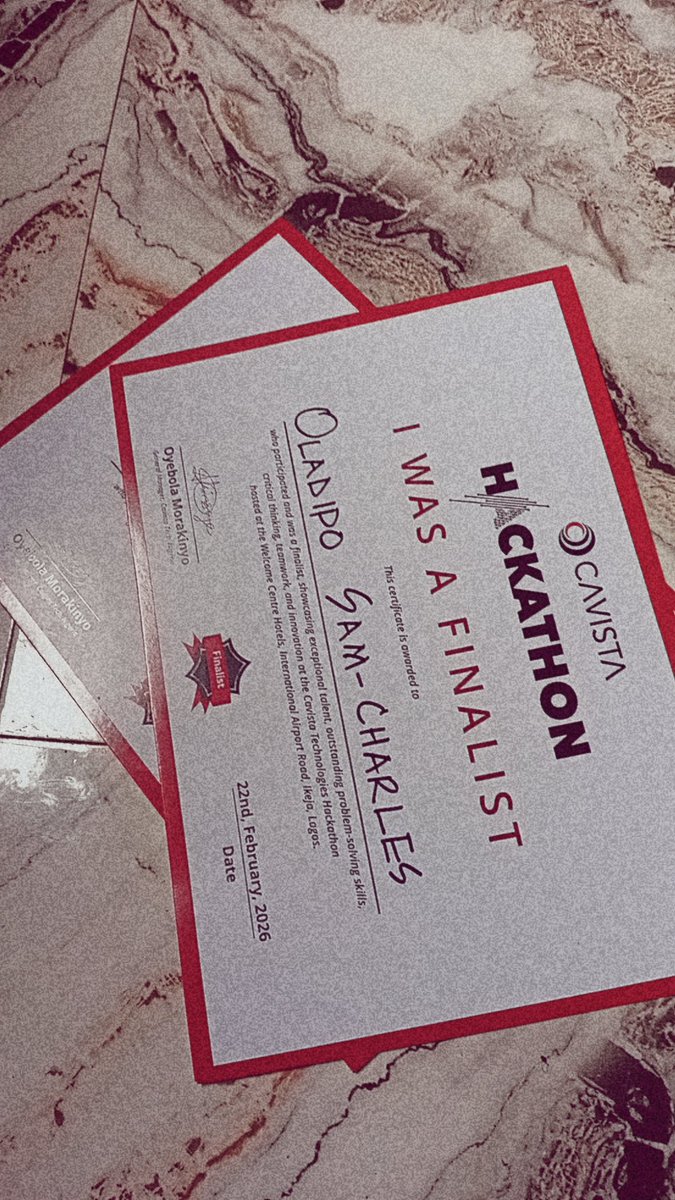 CAVISTA
HACKATHON
I WAS A FINALIST
This certificate is awarded to
OLADIPO SAM-CHARLES
who participated and was a finalist, showcasing exceptional talent, outstanding problem-solving skills,
critical thinking, teamwork, and innovation at the Cavista Technologies Hackathon
hosted at the Welcome Centre Hotels, International Airport Road, Ikeja, Lagos.
Oyebola Morakinyo
Finalist
22nd, February, 2026
Date
Oyebola Morakinyo